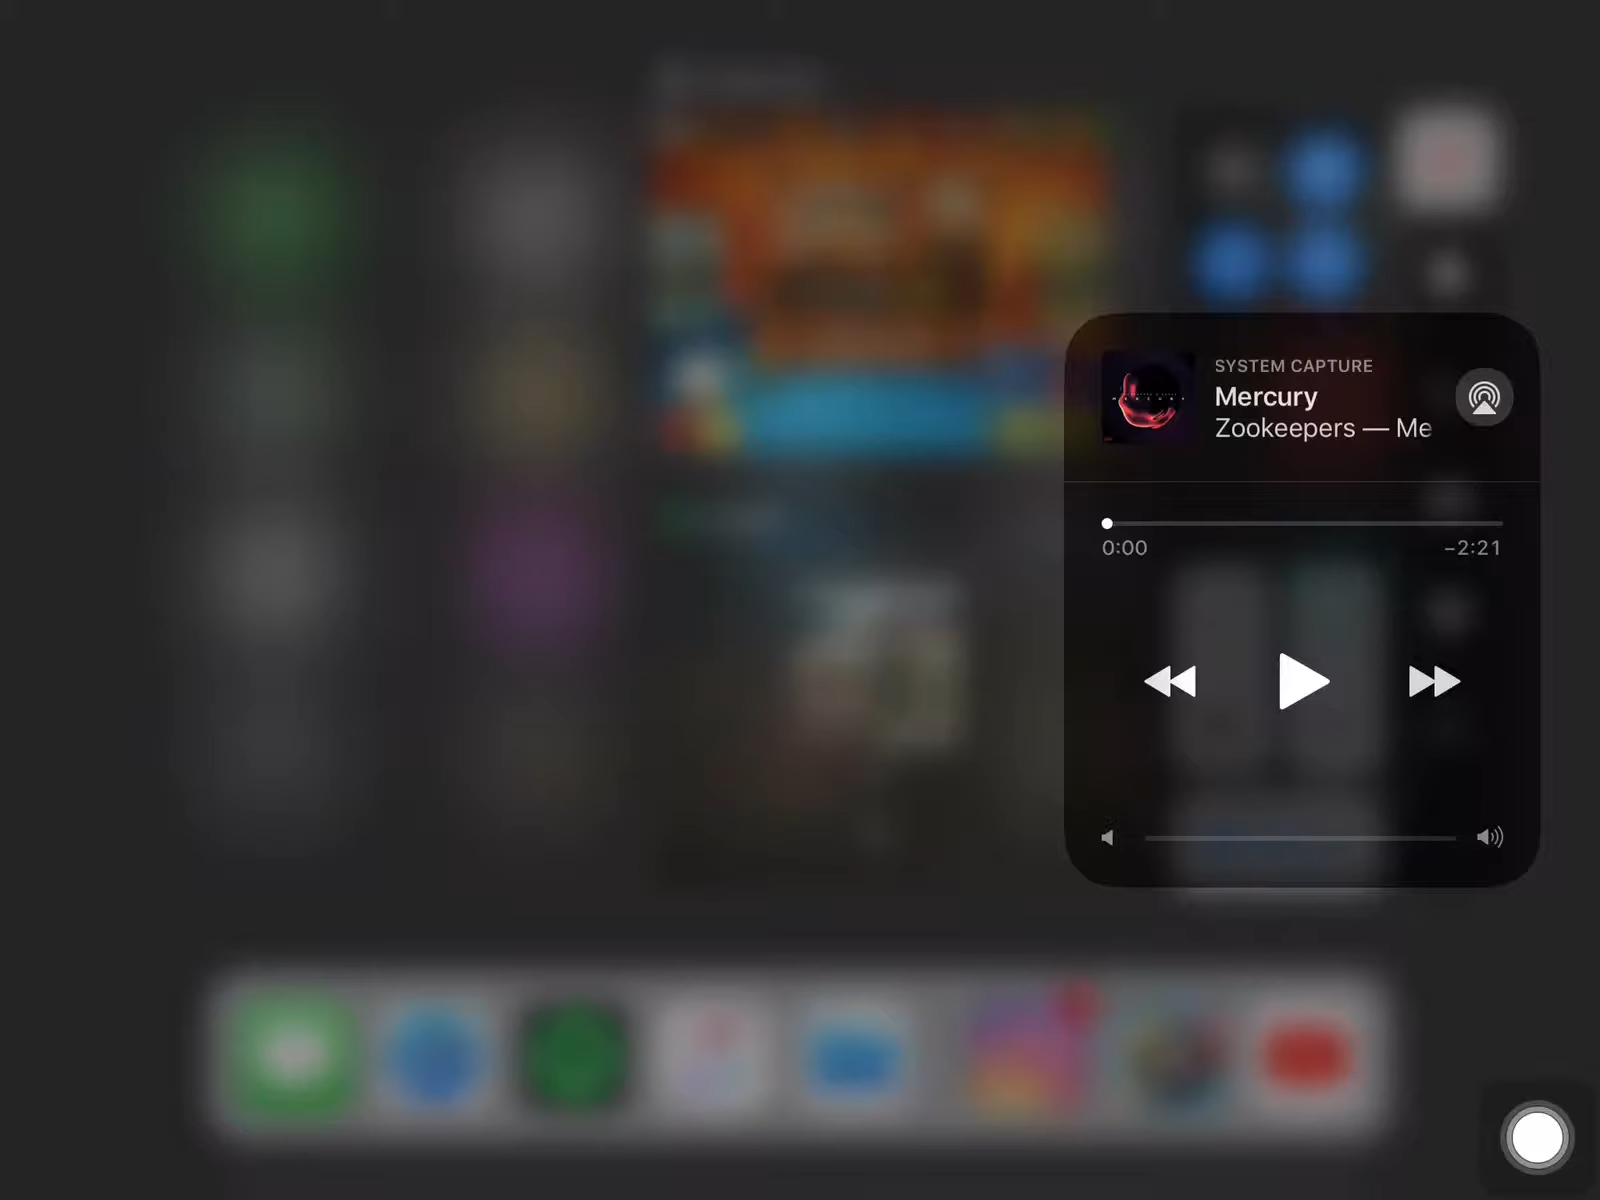 SYSTEM CAPTURE
Mercury
Zookeepers — Me
0:00
−2:21